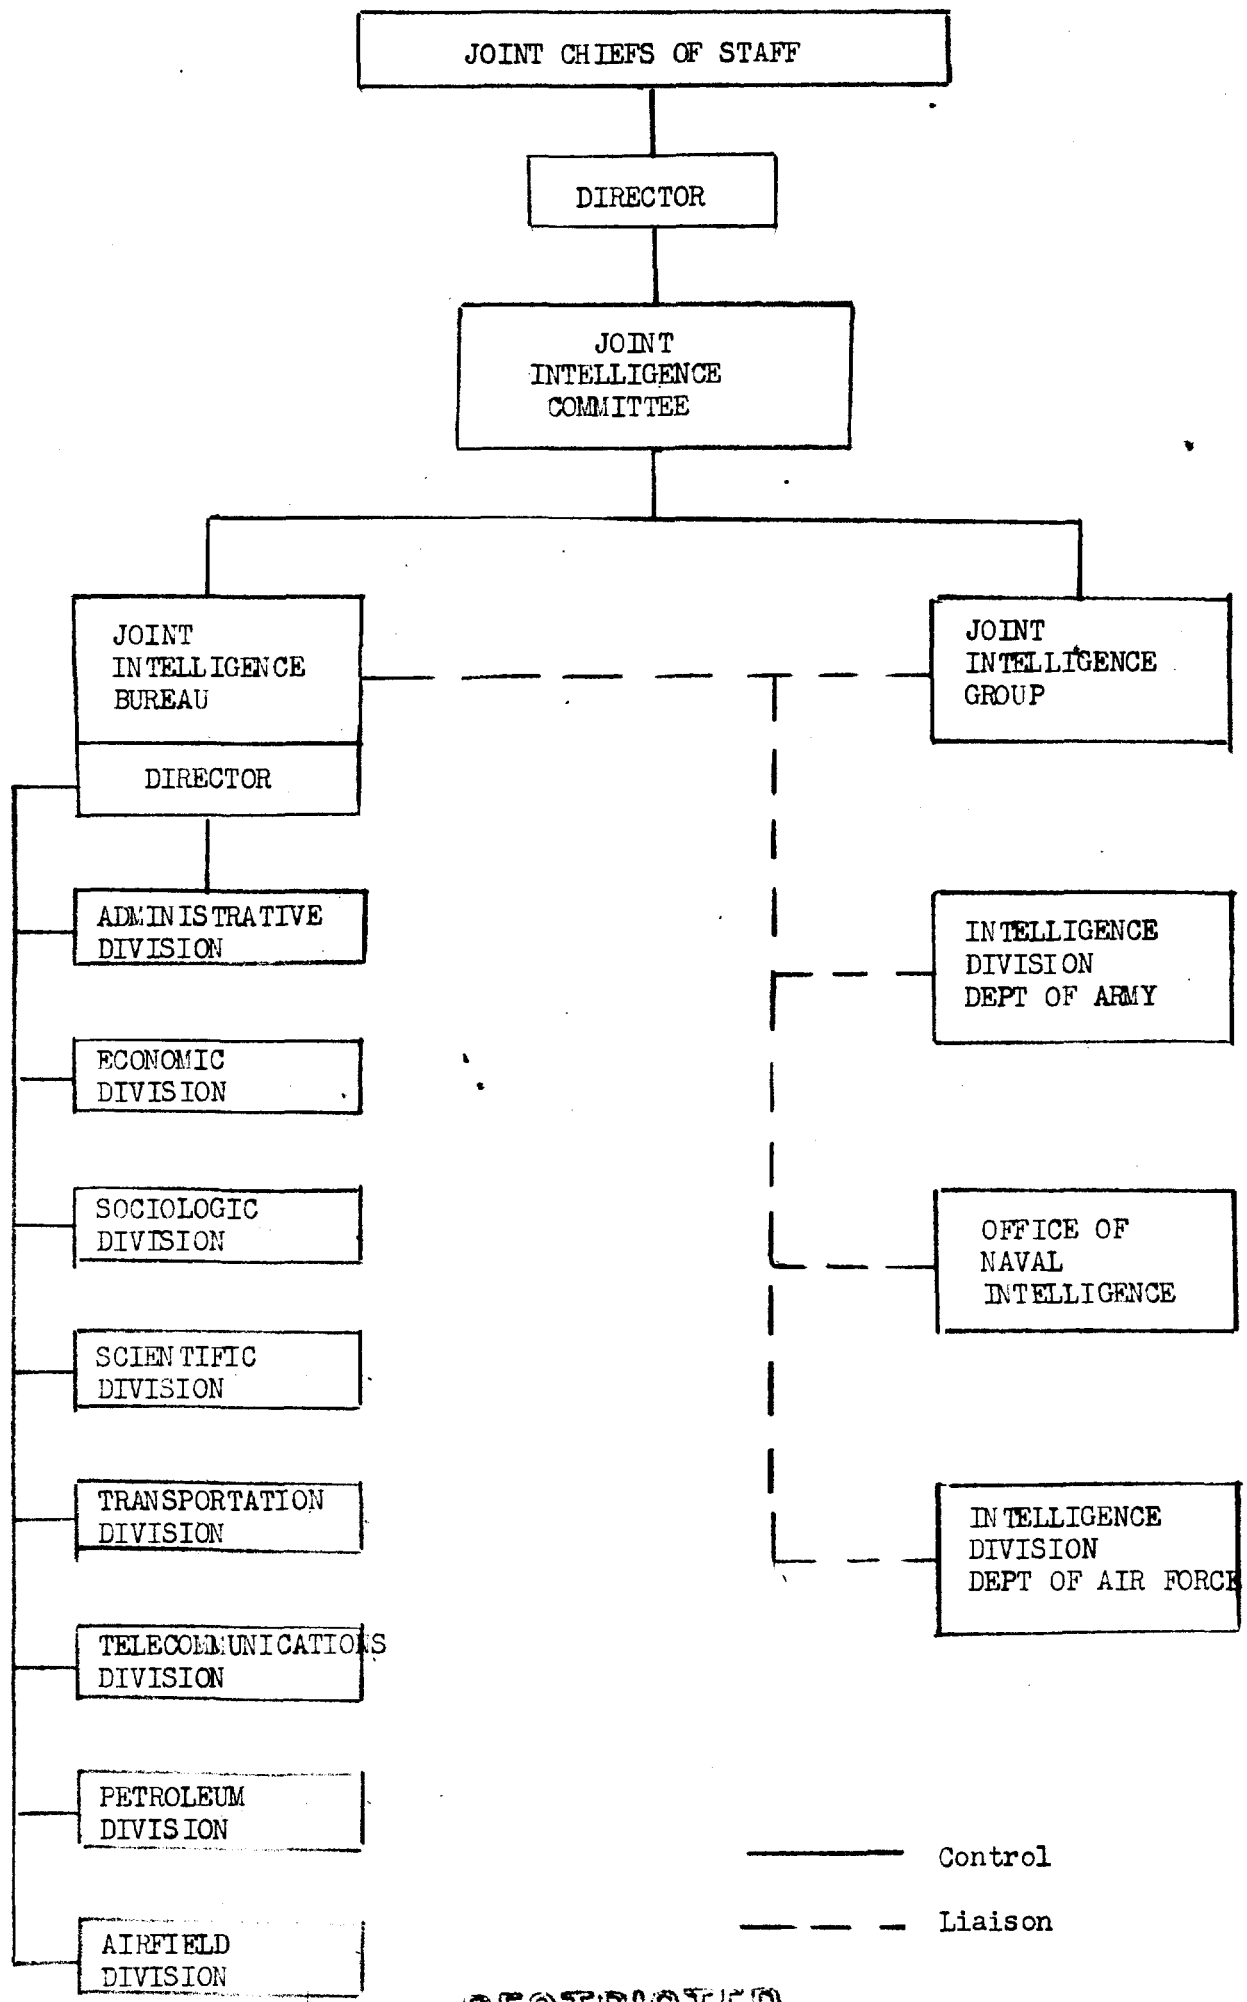 JOINT CHIEFS OF STAFF
DIRECTOR
JOINT
INTELLIGENCE
COMMITTEE
JOINT
INTELLIGENCE
BUREAU
DIRECTOR
JOINT
INTELLIGENCE
GROUP
ADMINISTRATIVE
DIVISION
ECONOMIC
DIVISION
SOCIOLOGIC
DIVISION
SCIENTIFIC
DIVISION
TRANSPORTATION
DIVISION
TELECOMMUNICATIONS
DIVISION
PETROLEUM
DIVISION
AIRFIELD
DIVISION
INTELLIGENCE
DIVISION
DEPT OF ARMY
OFFICE OF
NAVAL
INTELLIGENCE
INTELLIGENCE
DIVISION
DEPT OF AIR FORCE
Control
Liaison